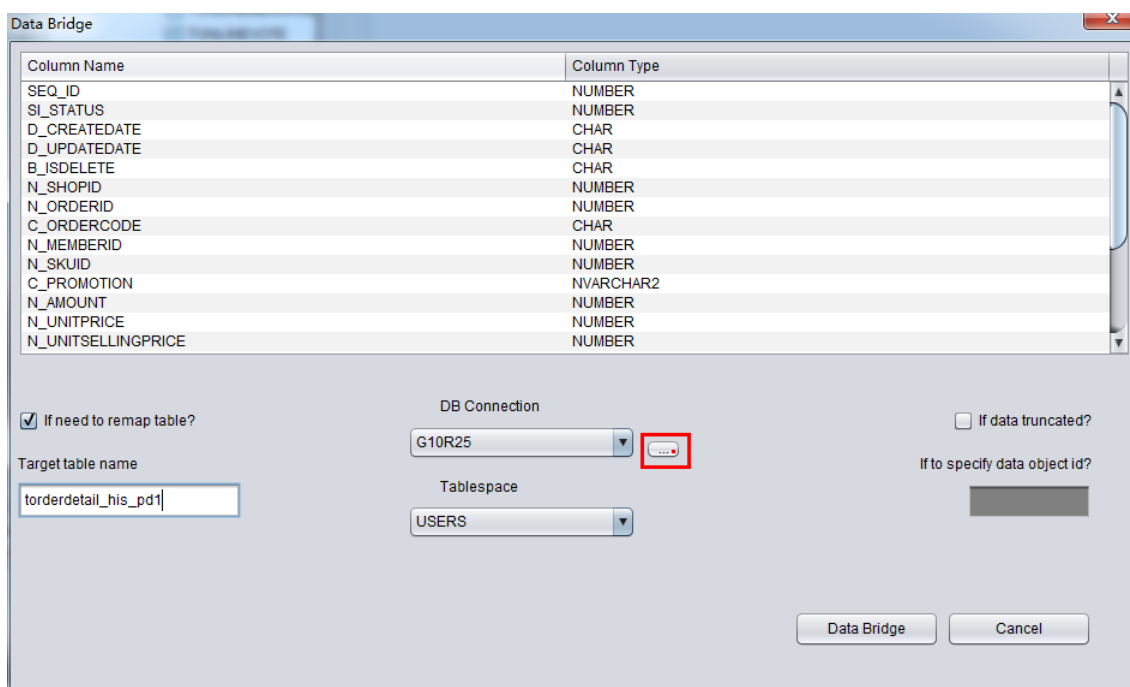 Data Bridge
Column Name Column Type
SEQ_ID NUMBER
SI_STATUS NUMBER
D_CREATEDATE CHAR
D_UPDATEDATE CHAR
B_ISDELETE CHAR
N_SHOPID NUMBER
N_ORDERID NUMBER
C_ORDERCODE CHAR
N_MEMBERID NUMBER
N_SKUID NUMBER
C_PROMOTION NVARCHAR2
N_AMOUNT NUMBER
N_UNITPRICE NUMBER
N_UNITSELLINGPRICE NUMBER
If need to remap table?
Target table name
torderdetail_his_pd1
DB Connection
G10R25 ...
Tablespace
USERS
If data truncated?
If to specify data object id?
Data Bridge Cancel